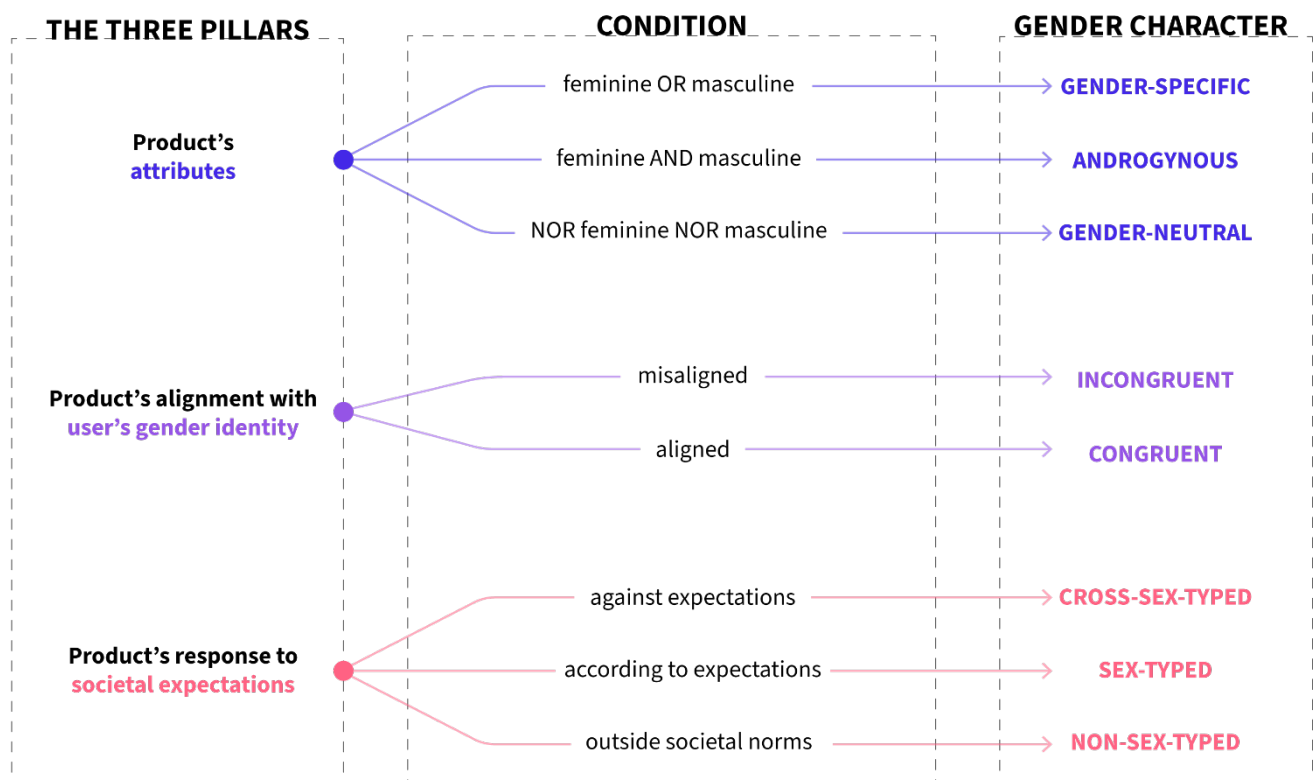 THE THREE PILLARS
CONDITION
GENDER CHARACTER
Product’s
attributes
feminine OR masculine
GENDER-SPECIFIC
feminine AND masculine
ANDROGYNOUS
NOR feminine NOR masculine
GENDER-NEUTRAL
Product’s alignment with
user’s gender identity
misaligned
INCONGRUENT
aligned
CONGRUENT
Product’s response to
societal expectations
against expectations
CROSS-SEX-TYPED
according to expectations
SEX-TYPED
outside societal norms
NON-SEX-TYPED